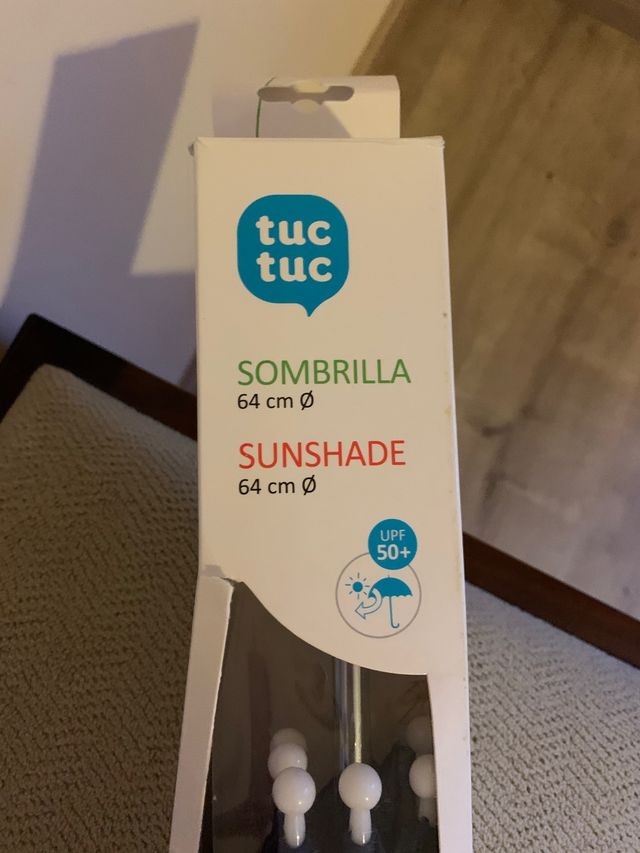 tuc
tuc
SOMBRILLA
64 cm Ø
SUNSHADE
64 cm Ø
UPF
50+